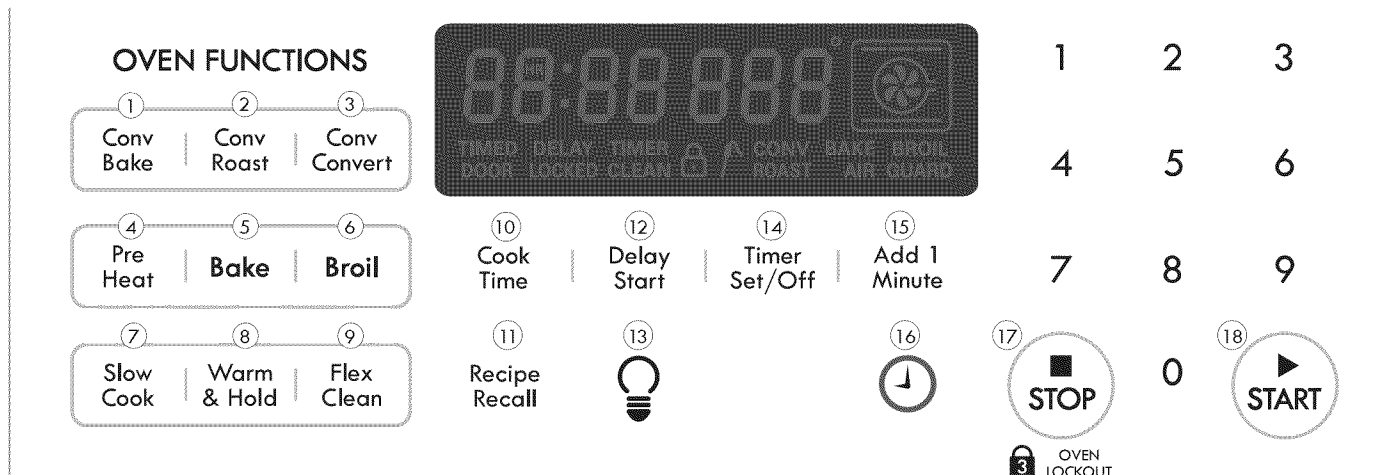 OVEN FUNCTIONS
1 2 3
Conv Conv Conv
Bake Roast Convert
4 5 6
Pre
Heat
Bake
Broil
7 8 9
Slow Warm Flex
Cook & Hold Clean
88:88 888°
TIMED DELAY TIMER CONV BAKE BROIL
DOOR LOCKED CLEAN ROAST AIR GUARD
10 12 14 15
Cook Delay Timer Add 1
Time Start Set/Off Minute
11 13 16
Recipe
Recall
1 2 3
4 5 6
7 8 9
17 18
0
STOP START
3 OVEN
LOCKOUT